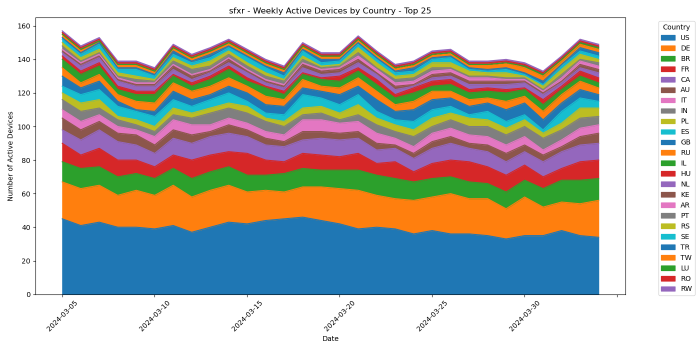 sfxr - Weekly Active Devices by Country - Top 25
Number of Active Devices
160
140
120
100
80
60
40
20
0
2024-03-05
2024-03-10
2024-03-15
2024-03-20
2024-03-25
2024-03-30
Date
Country
US
DE
BR
FR
CA
AU
IT
IN
PL
ES
GB
RU
IL
HU
NL
KE
AR
PT
RS
SE
TR
TW
LU
RO
RW